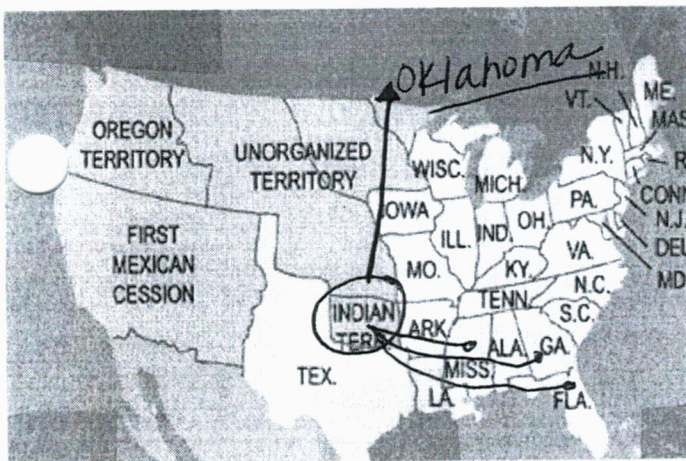 Oklahoma
N.H.
VT.
ME.
MAS
OREGON
TERRITORY
UNORGANIZED
TERRITORY
WISC.
MICH.
N.Y.
R
CONN
N.J.
DEL
MD
PA.
IOWA
ILL.
IND.
OH.
FIRST
MEXICAN
CESSION
MO.
KY.
VA.
N.C.
TENN.
S.C.
INDIAN
TER.
ARK.
ALA.
GA.
MISS.
TEX.
LA.
FLA.